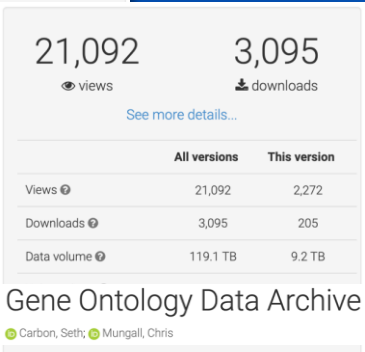 21,092 3,095
views downloads
See more details...
All versions This version
Views 21,092 2,272
Downloads 3,095 205
Data volume 119.1 TB 9.2 TB
Gene Ontology Data Archive
Carbon, Seth; Mungall, Chris